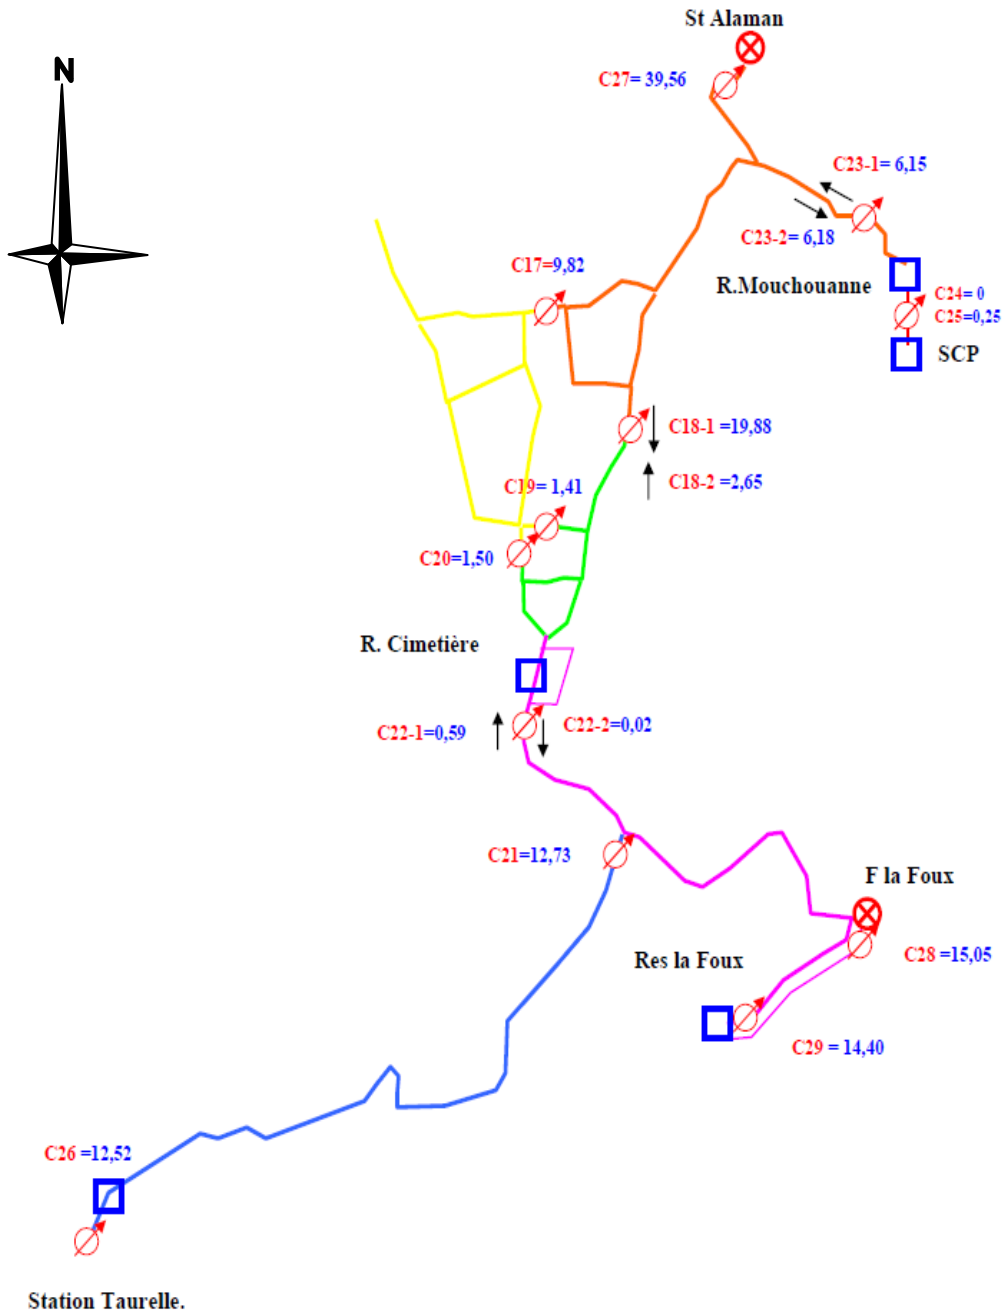 St Alaman
N
C27= 39,56
C23-1= 6,15
C23-2= 6,18
C17=9,82
R.Mouchouanne
C24= 0
C25=0,25
SCP
C18-1 =19,88
C18-2 =2,65
C19= 1,41
C20=1,50
R. Cimetière
C22-1=0,59
C22-2=0,02
C21=12,73
F la Foux
C28 =15,05
Res la Foux
C29 = 14,40
C26 =12,52
Station Taurelle.